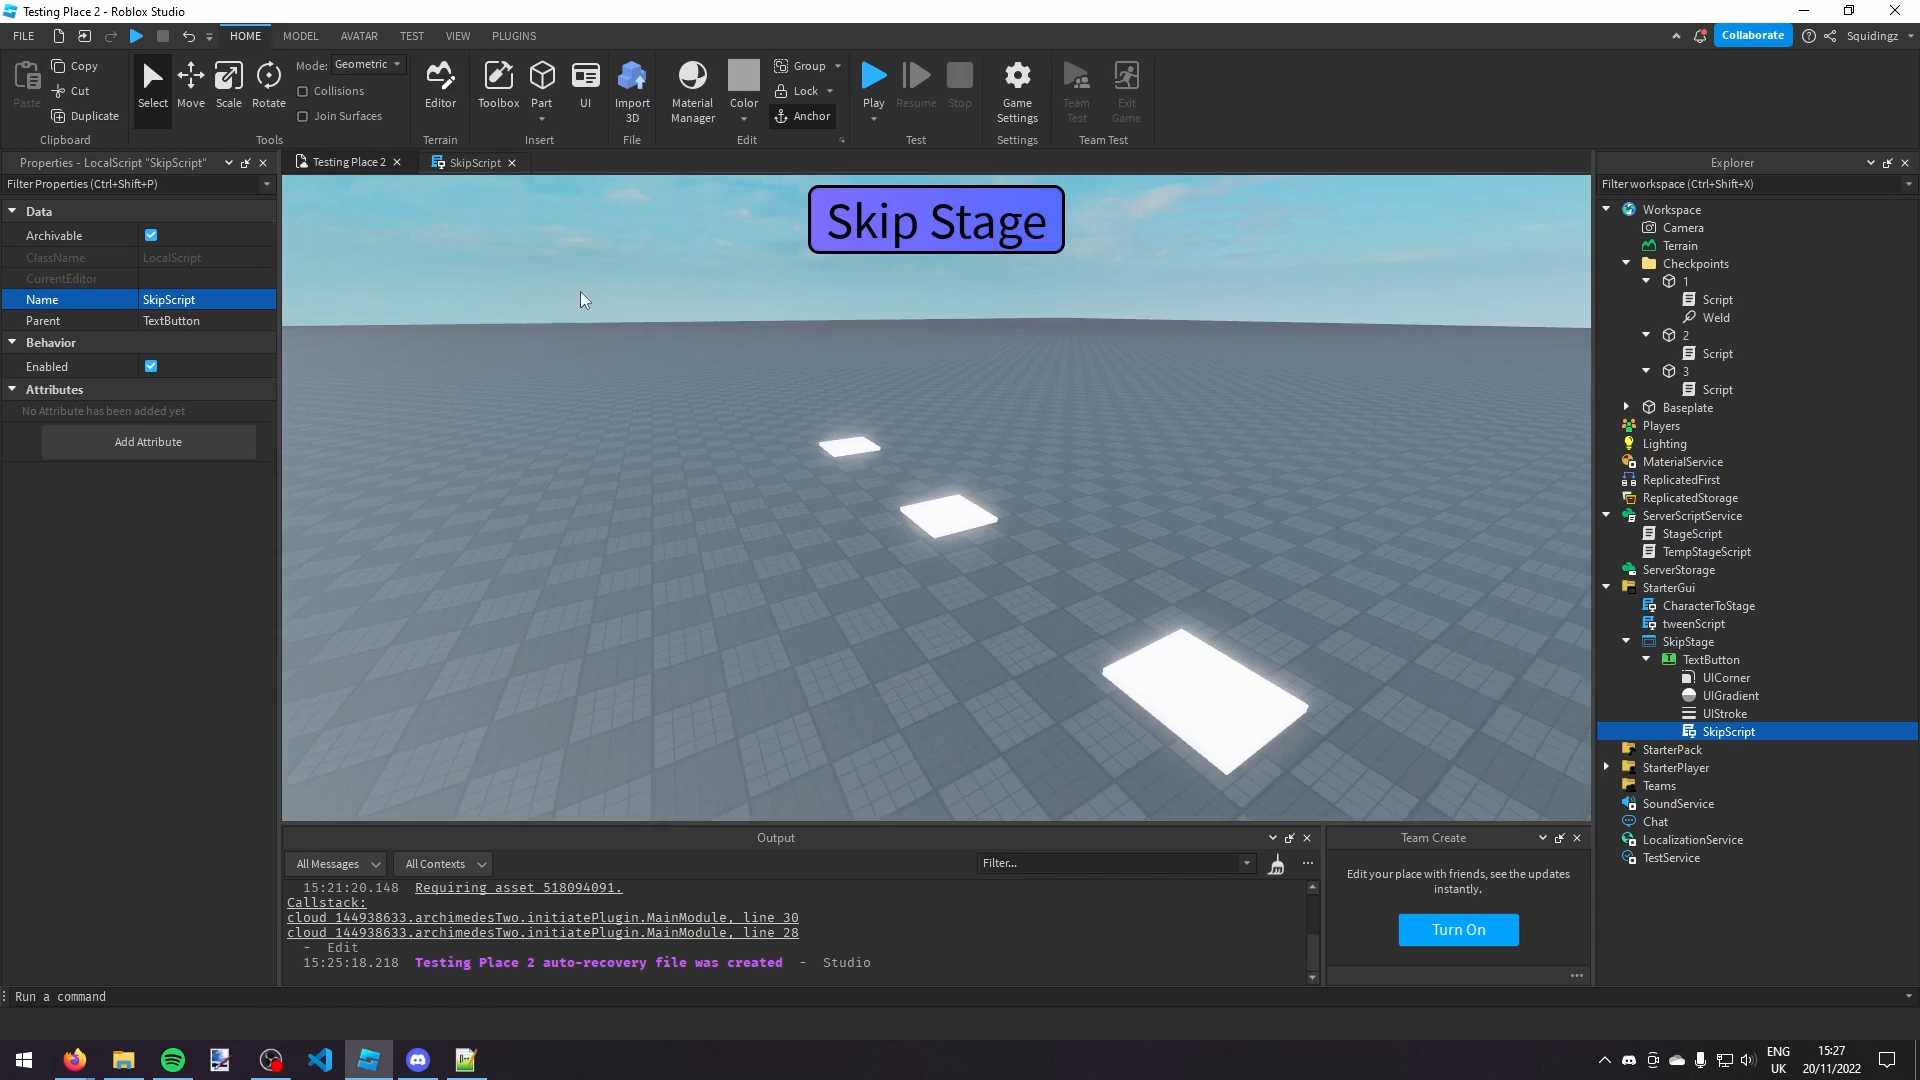 Testing Place 2 - Roblox Studio
FILE
HOME
MODEL
AVATAR
TEST
VIEW
PLUGINS
Collaborate
Squidingz
Paste
Copy
Cut
Duplicate
Clipboard
Select
Move
Scale
Rotate
Mode:
Geometric
Collisions
Join Surfaces
Tools
Editor
Terrain
Toolbox
Part
UI
Insert
Import
3D
File
Material
Manager
Color
Group
Lock
Anchor
Edit
Play
Resume
Stop
Test
Game
Settings
Settings
Team
Test
Exit
Game
Team Test
Properties - LocalScript "SkipScript"
Filter Properties (Ctrl+Shift+P)
Data
Archivable
ClassName LocalScript
CurrentEditor
Name SkipScript
Parent TextButton
Behavior
Enabled
Attributes
No Attribute has been added yet
Add Attribute
Testing Place 2
SkipScript
Skip Stage
Output
All Messages
All Contexts
Filter...
15:21:20.148 Requiring asset 518094091.
Callstack:
cloud_144938633.archimedesTwo.initiatePlugin.MainModule, line 30
cloud_144938633.archimedesTwo.initiatePlugin.MainModule, line 28
- Edit
15:25:18.218 Testing Place 2 auto-recovery file was created - Studio
Team Create
Edit your place with friends, see the updates
instantly.
Turn On
Explorer
Filter workspace (Ctrl+Shift+X)
Workspace
Camera
Terrain
Checkpoints
1
Script
Weld
2
Script
3
Script
Baseplate
Players
Lighting
MaterialService
ReplicatedFirst
ReplicatedStorage
ServerScriptService
StageScript
TempStageScript
ServerStorage
StarterGui
CharacterToStage
tweenScript
SkipStage
TextButton
UICorner
UIGradient
UIStroke
SkipScript
StarterPack
StarterPlayer
Teams
SoundService
Chat
LocalizationService
TestService
Run a command
ENG
UK
15:27
20/11/2022